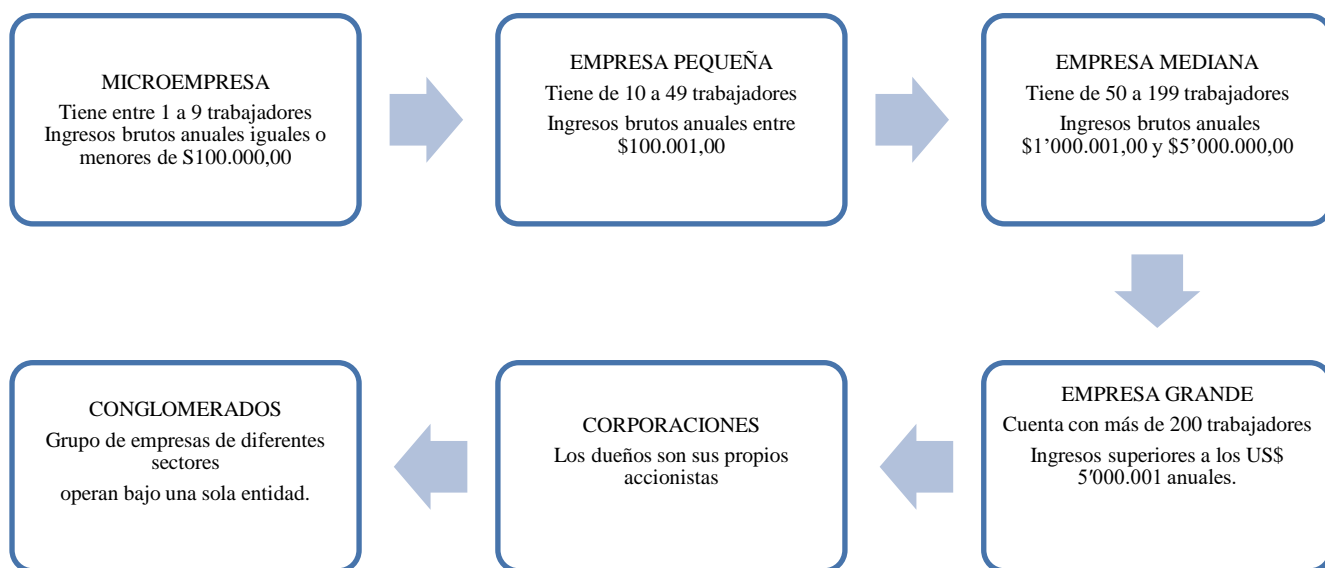 MICROEMPRESA
Tiene entre 1 a 9 trabajadores
Ingresos brutos anuales iguales o
menores de S100.000,00
EMPRESA PEQUEÑA
Tiene de 10 a 49 trabajadores
Ingresos brutos anuales entre
$100.001,00
EMPRESA MEDIANA
Tiene de 50 a 199 trabajadores
Ingresos brutos anuales
$1’000.001,00 y $5’000.000,00
EMPRESA GRANDE
Cuenta con más de 200 trabajadores
Ingresos superiores a los US$
5′000.001 anuales.
CORPORACIONES
Los dueños son sus propios
accionistas
CONGLOMERADOS
Grupo de empresas de diferentes
sectores
operan bajo una sola entidad.